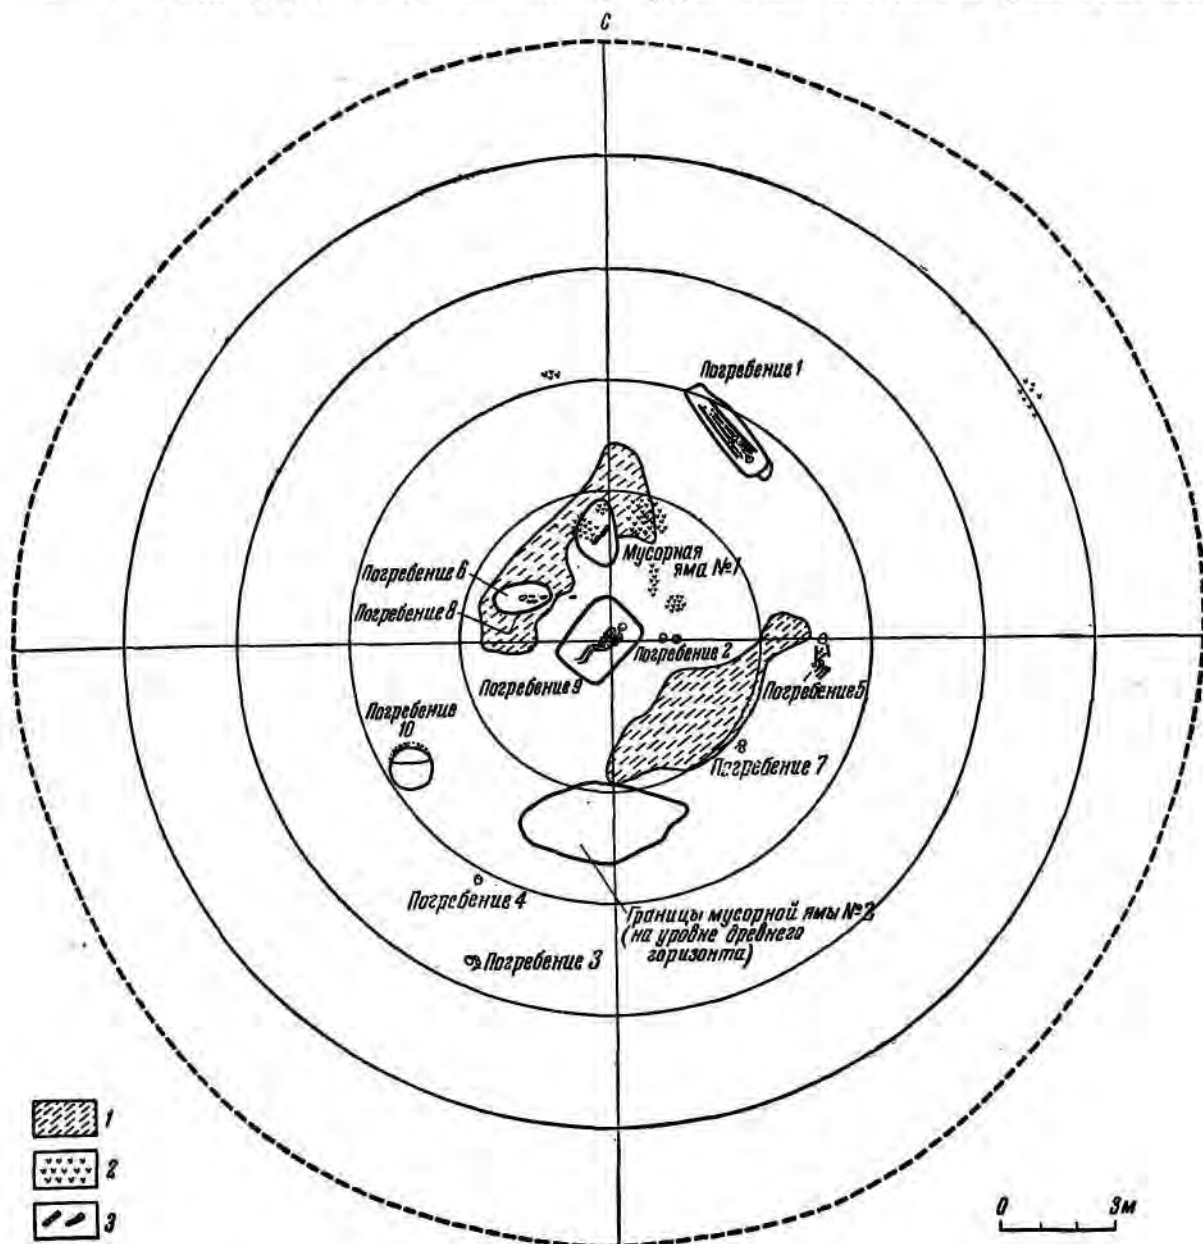 С
Погребение 1
Мусорная
яма №1
Погребение 6
Погребение 8
Погребение 2
Погребение 9
Погребение 5
Погребение
10
Погребение 7
Погребение 4
Границы мусорной ямы №2
(на уровне древнего
горизонта)
Погребение 3
1
2
3
0 3м